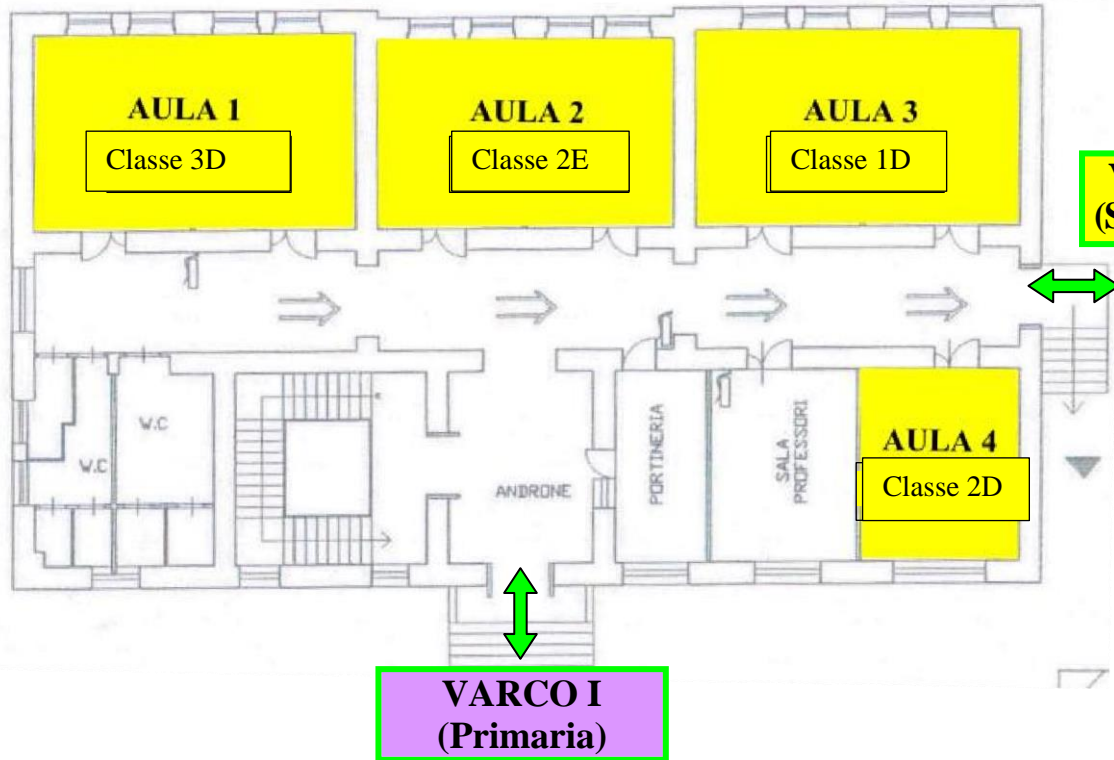 AULA 1
Classe 3D
AULA 2
Classe 2E
AULA 3
Classe 1D
V
(S
W.C
W.C
ANDRONE
PORTINERIA
SALA
PROFESSORI
AULA 4
Classe 2D
VARCO I
(Primaria)